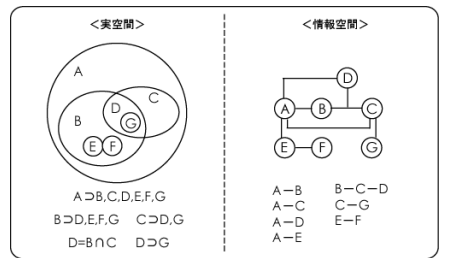 ＜実空間＞
A
B
C
D
G
E
F
A⊃B,C,D,E,F,G
B⊃D,E,F,G C⊃D,G
D=B∩C D⊃G
＜情報空間＞
D
A
B
C
E
F
G
A−B B−C−D
A−C C−G
A−D E−F
A−E